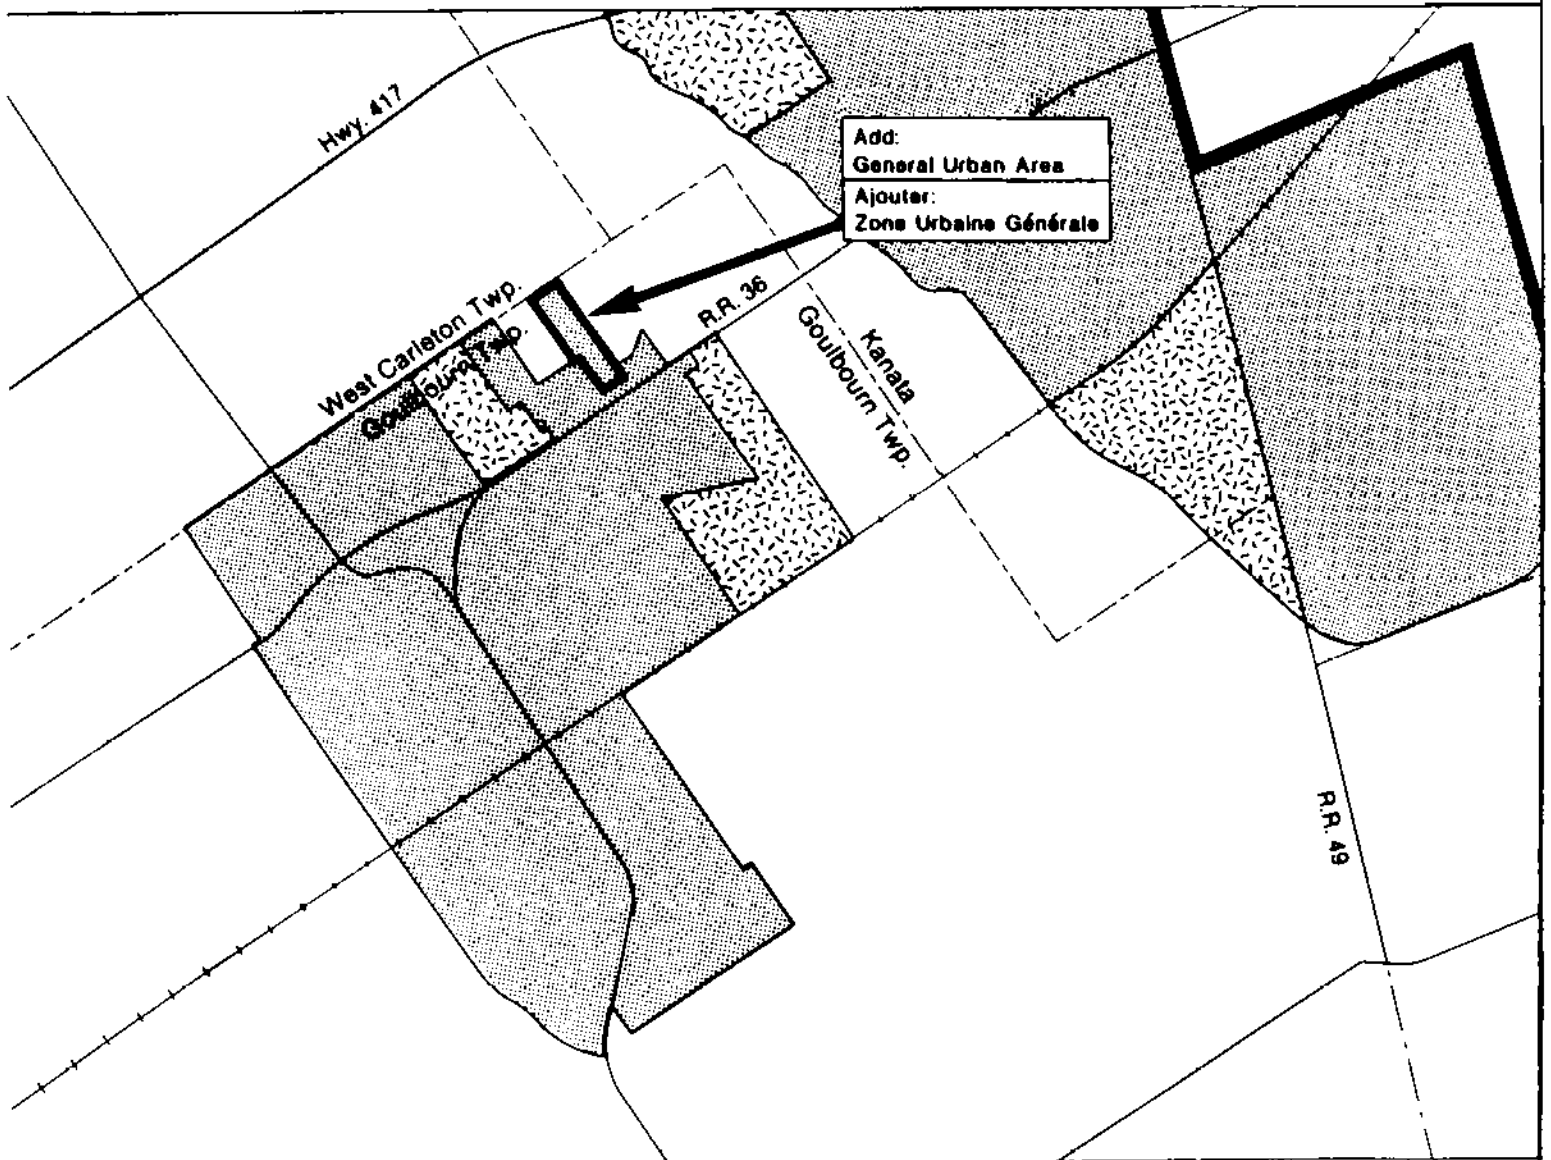 Hwy. 417
Add:
General Urban Area
Ajouter:
Zone Urbaine Générale
West Carleton Twp.
Goulbourn Twp.
R.R. 36
Kanata
Goulbourn Twp.
R.R. 49